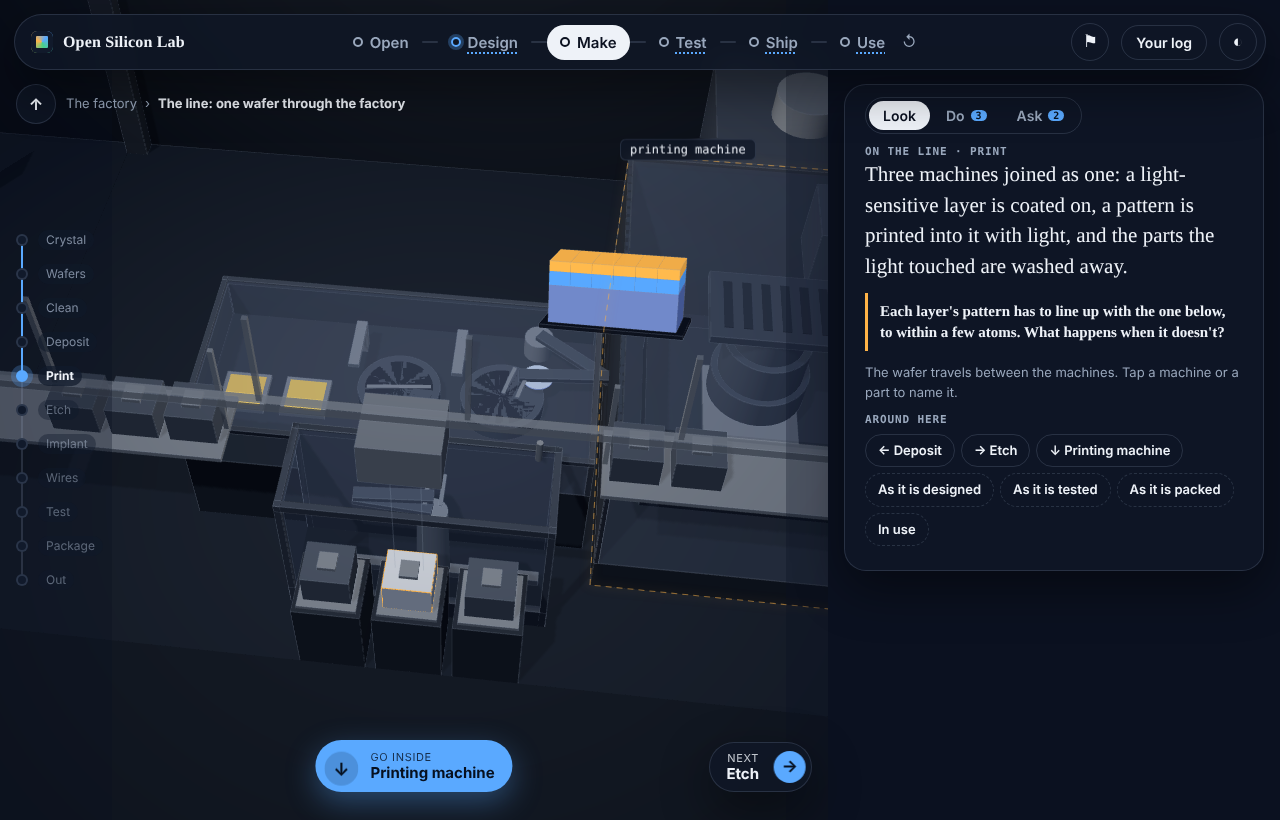 Open Silicon Lab
Open
Design
Make
Test
Ship
Use
Your log
The factory › The line: one wafer through the factory
printing machine
Crystal
Wafers
Clean
Deposit
Print
Etch
Implant
Wires
Test
Package
Out
GO INSIDE
Printing machine
NEXT
Etch
Look
Do 3
Ask 2
ON THE LINE · PRINT
Three machines joined as one: a light-
sensitive layer is coated on, a pattern is
printed into it with light, and the parts the
light touched are washed away.
Each layer's pattern has to line up with the one below,
to within a few atoms. What happens when it doesn't?
The wafer travels between the machines. Tap a machine or a
part to name it.
AROUND HERE
← Deposit
→ Etch
↓ Printing machine
As it is designed
As it is tested
As it is packed
In use